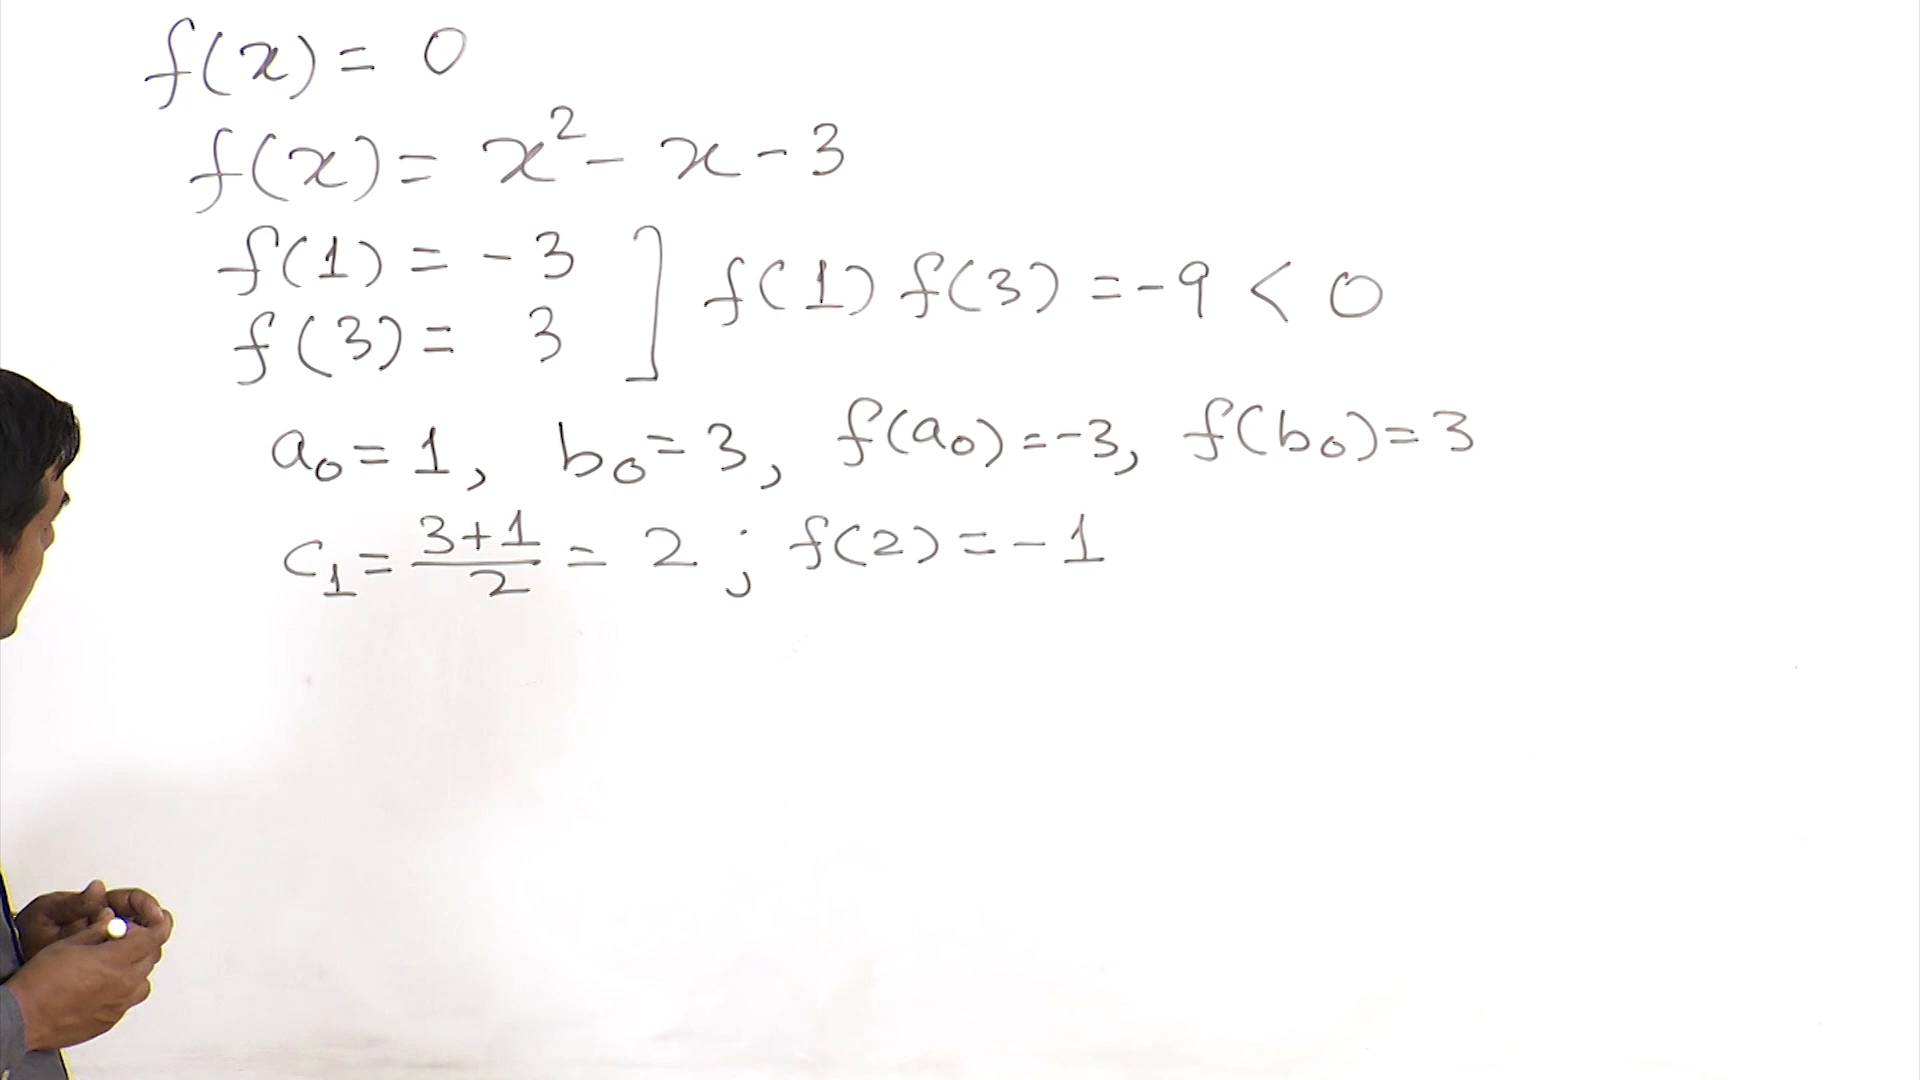 f(x) = 0
f(x) = x² - x - 3
f(1) = -3
f(3) = 3 ] f(1) f(3) = -9 < 0
a₀ = 1, b₀ = 3, f(a₀) = -3, f(b₀) = 3
c₁ = (3+1)/2 = 2 ; f(2) = -1